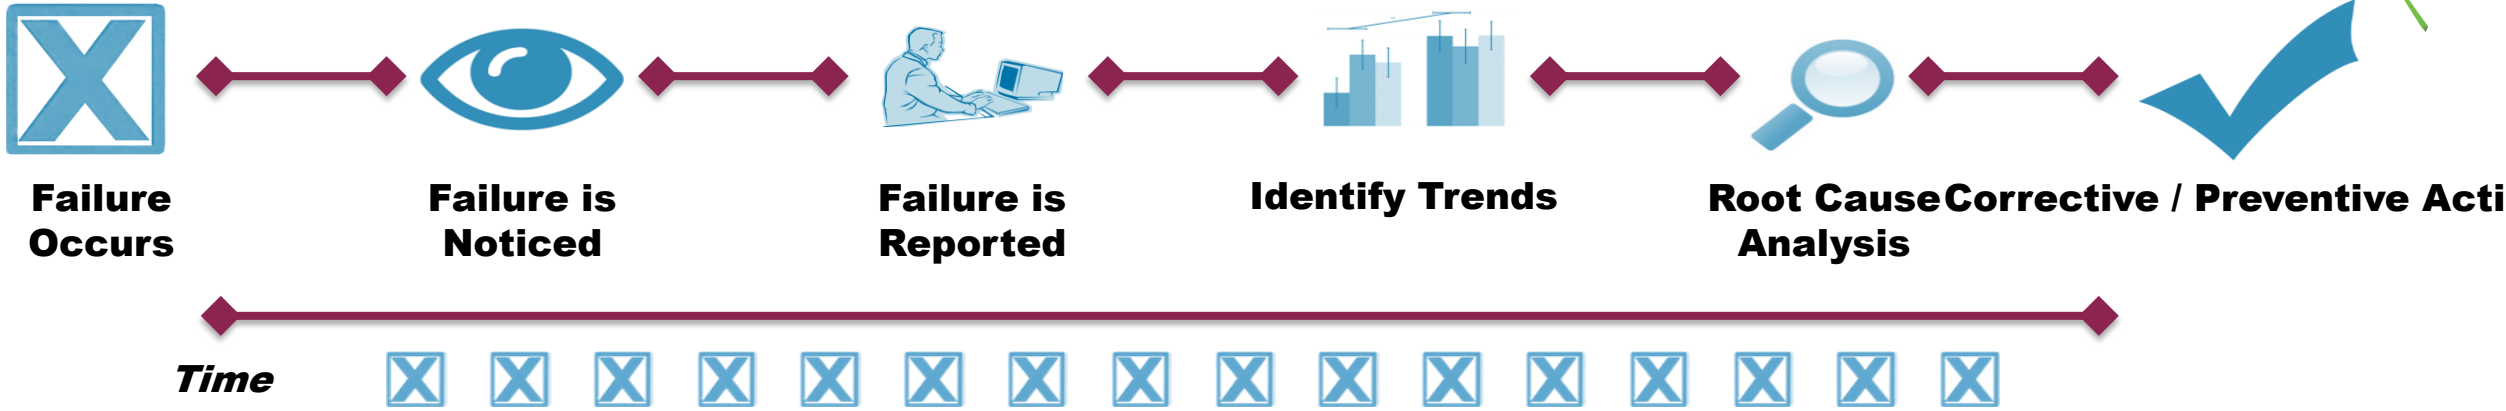 Failure
Occurs
Failure is
Noticed
Failure is
Reported
Identify Trends
Root Cause
Analysis
Corrective / Preventive Acti
Time
X X X X X X X X X X X X X X X X